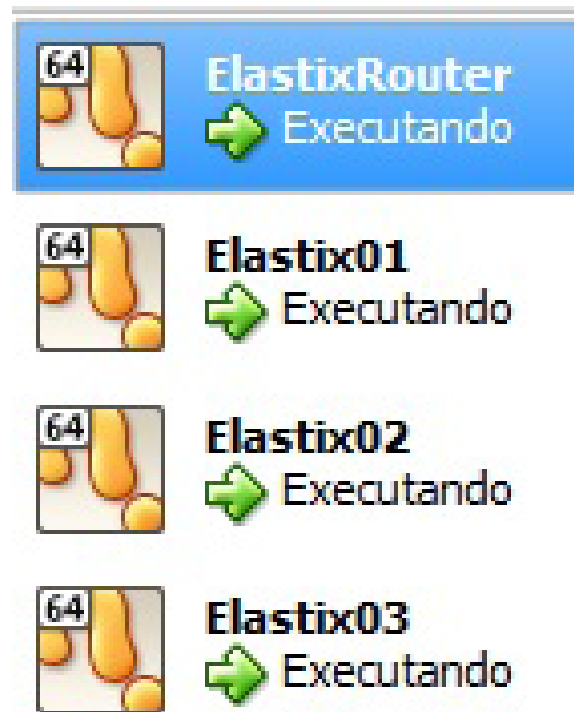 64
ElastixRouter
Executando
64
Elastix01
Executando
64
Elastix02
Executando
64
Elastix03
Executando